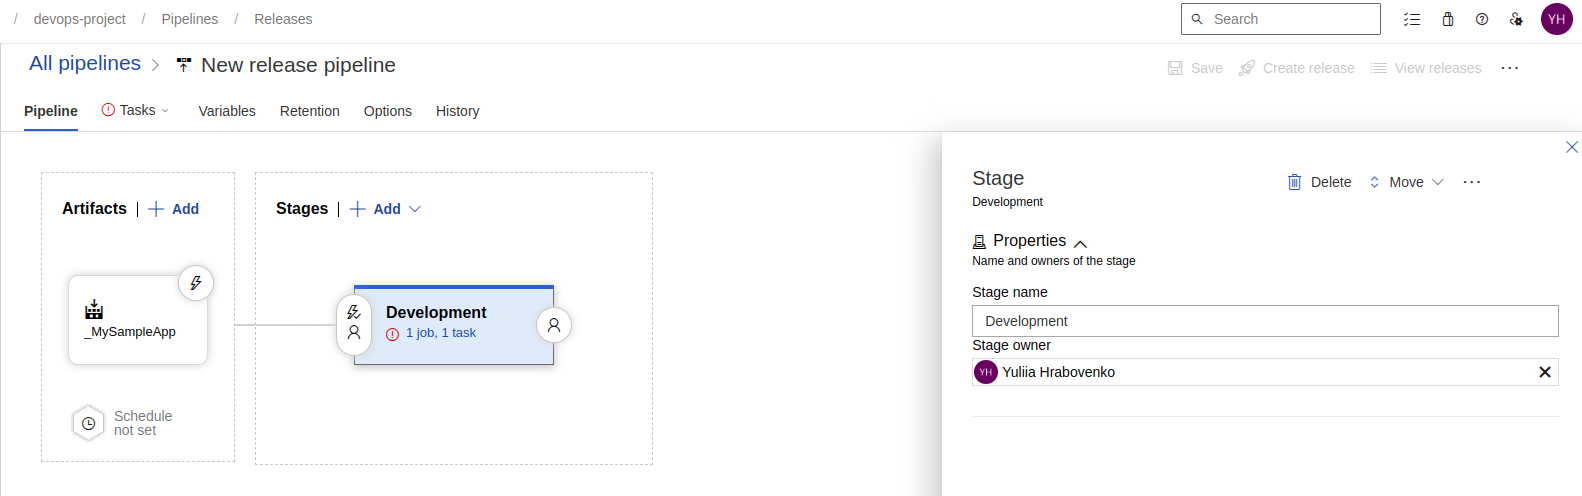 / devops-project / Pipelines / Releases
Search
YH
All pipelines > New release pipeline
Save Create release View releases ...
Pipeline Tasks Variables Retention Options History
Artifacts | + Add
Stages | + Add
_MySampleApp
Development
1 job, 1 task
Schedule
not set
Stage
Development
Delete Move ...
Properties
Name and owners of the stage
Stage name
Development
Stage owner
YH Yuliia Hrabovenko